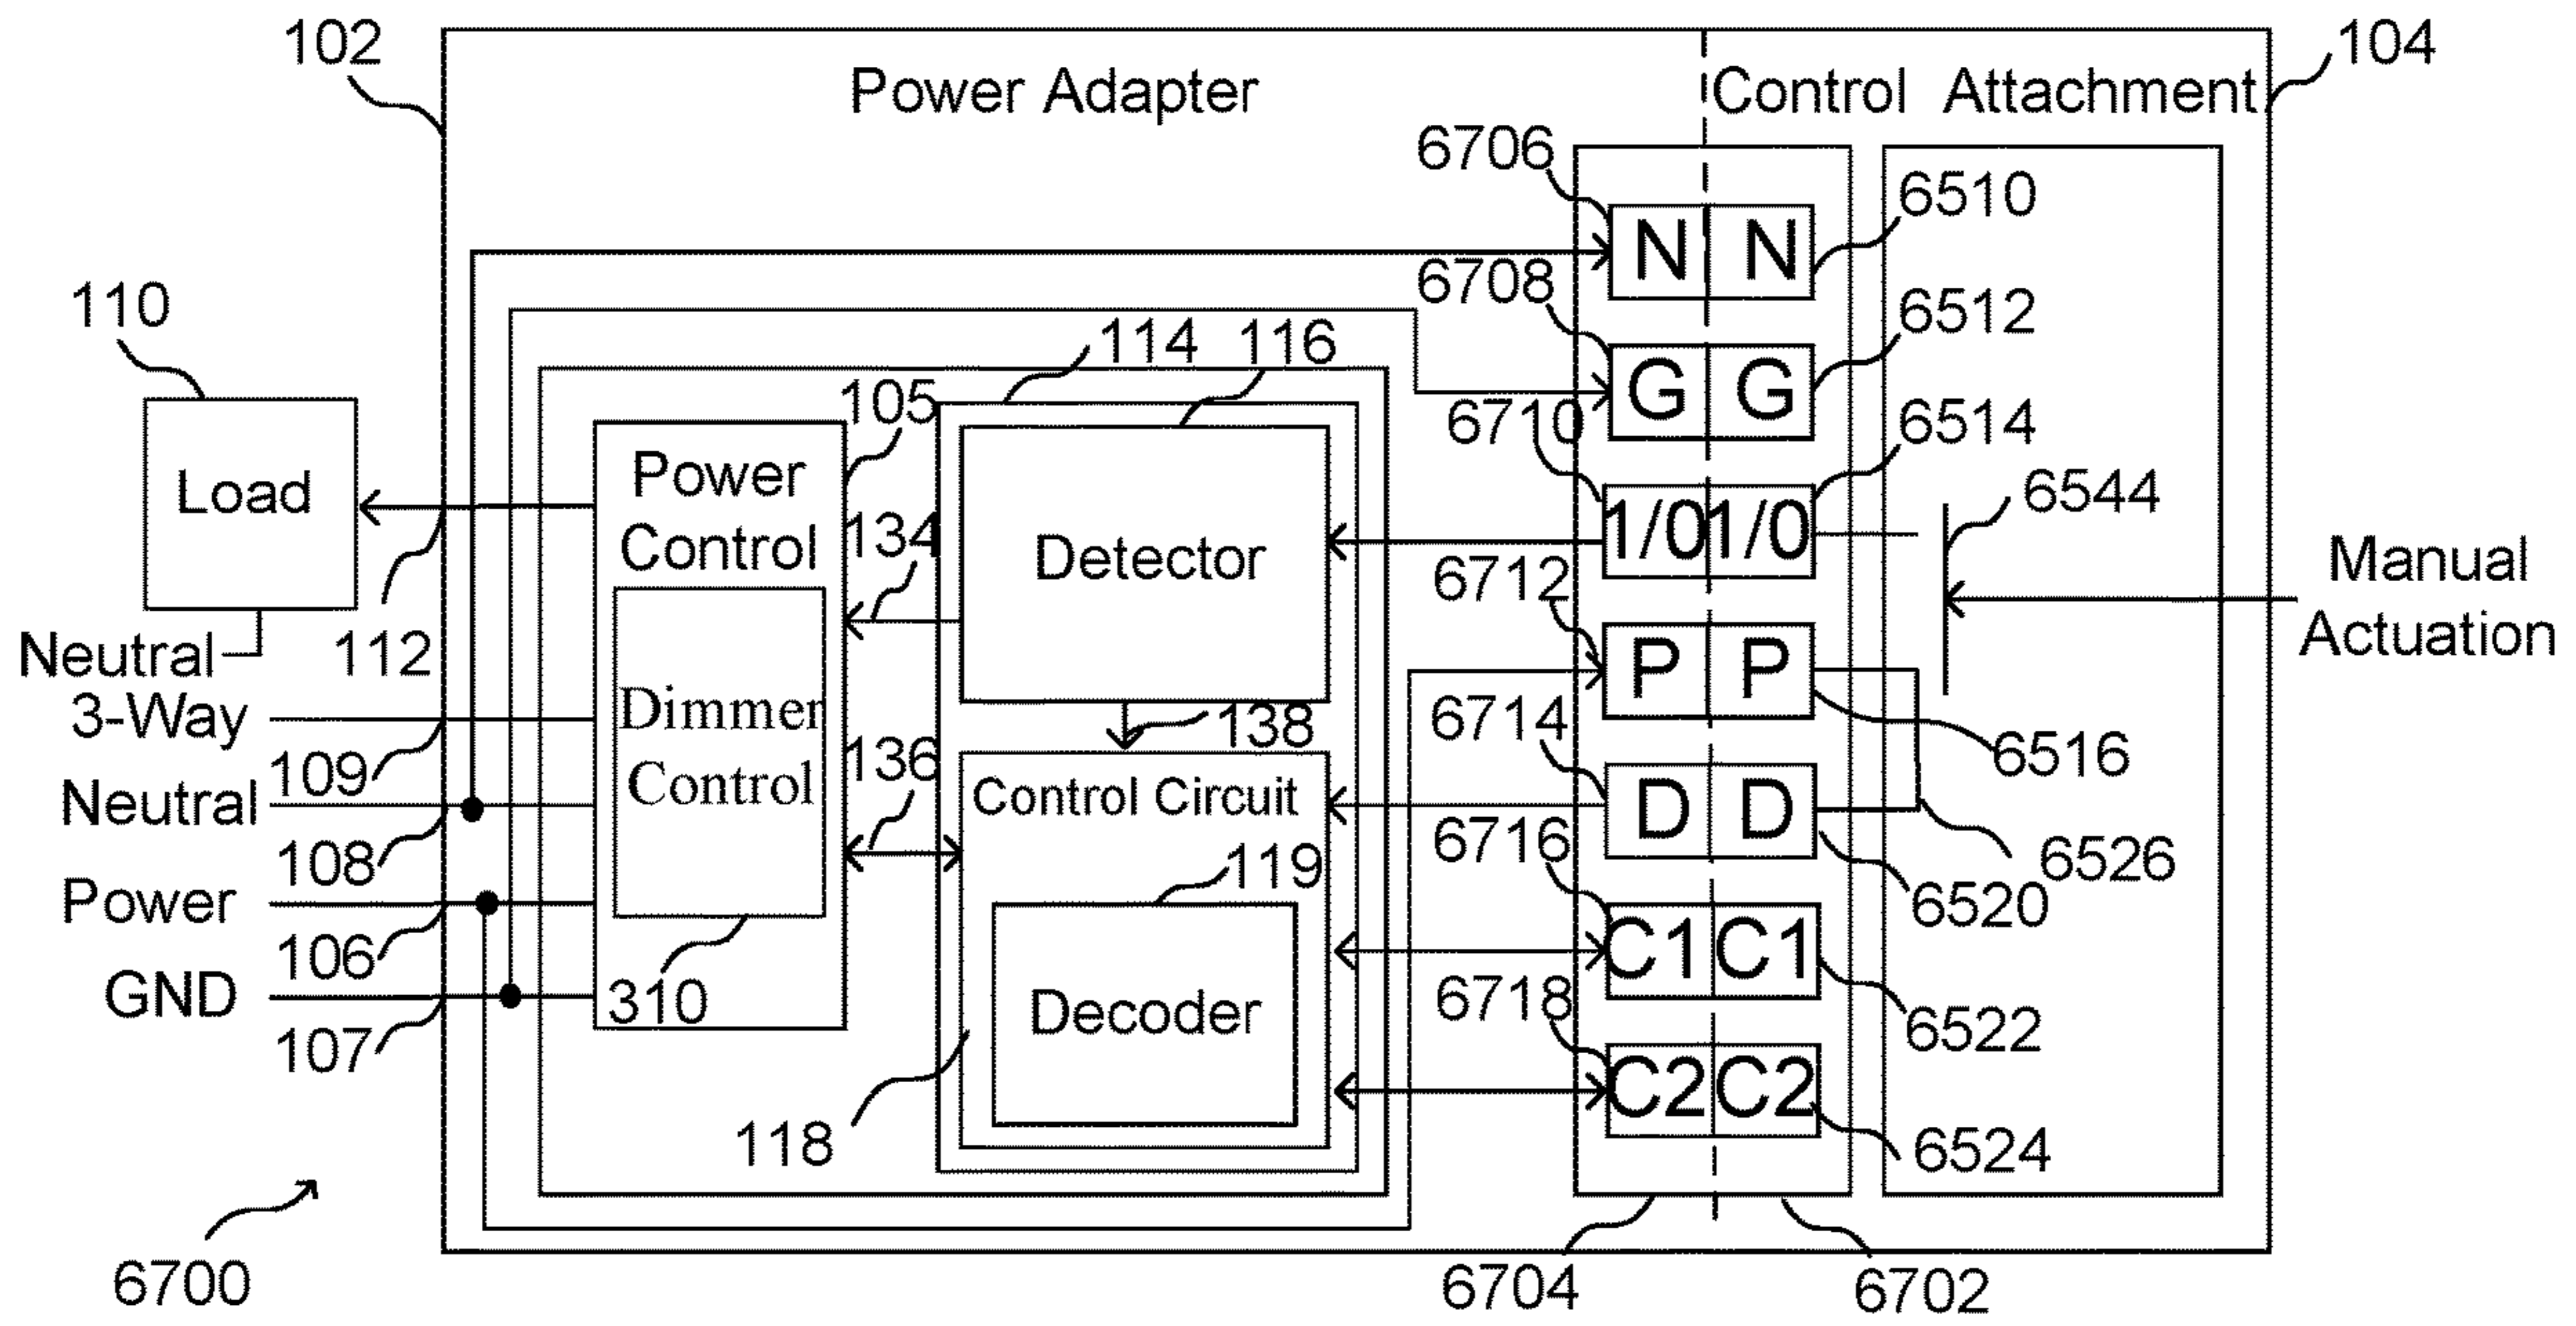 102
104
Power Adapter
Control Attachment
6706
N N
6510
6708
G G
6512
110
114
116
105
6710
1/0 1/0
6514
Load
Power
Control
134
Detector
6544
Manual
Actuation
6712
P P
6516
Neutral
112
3-Way
109
Dimmer
Control
136
138
6714
D D
6520
6526
Neutral
108
Control Circuit
6716
C1 C1
6522
Power
106
119
Decoder
GND
107
310
6718
C2 C2
6524
118
6700
6704
6702